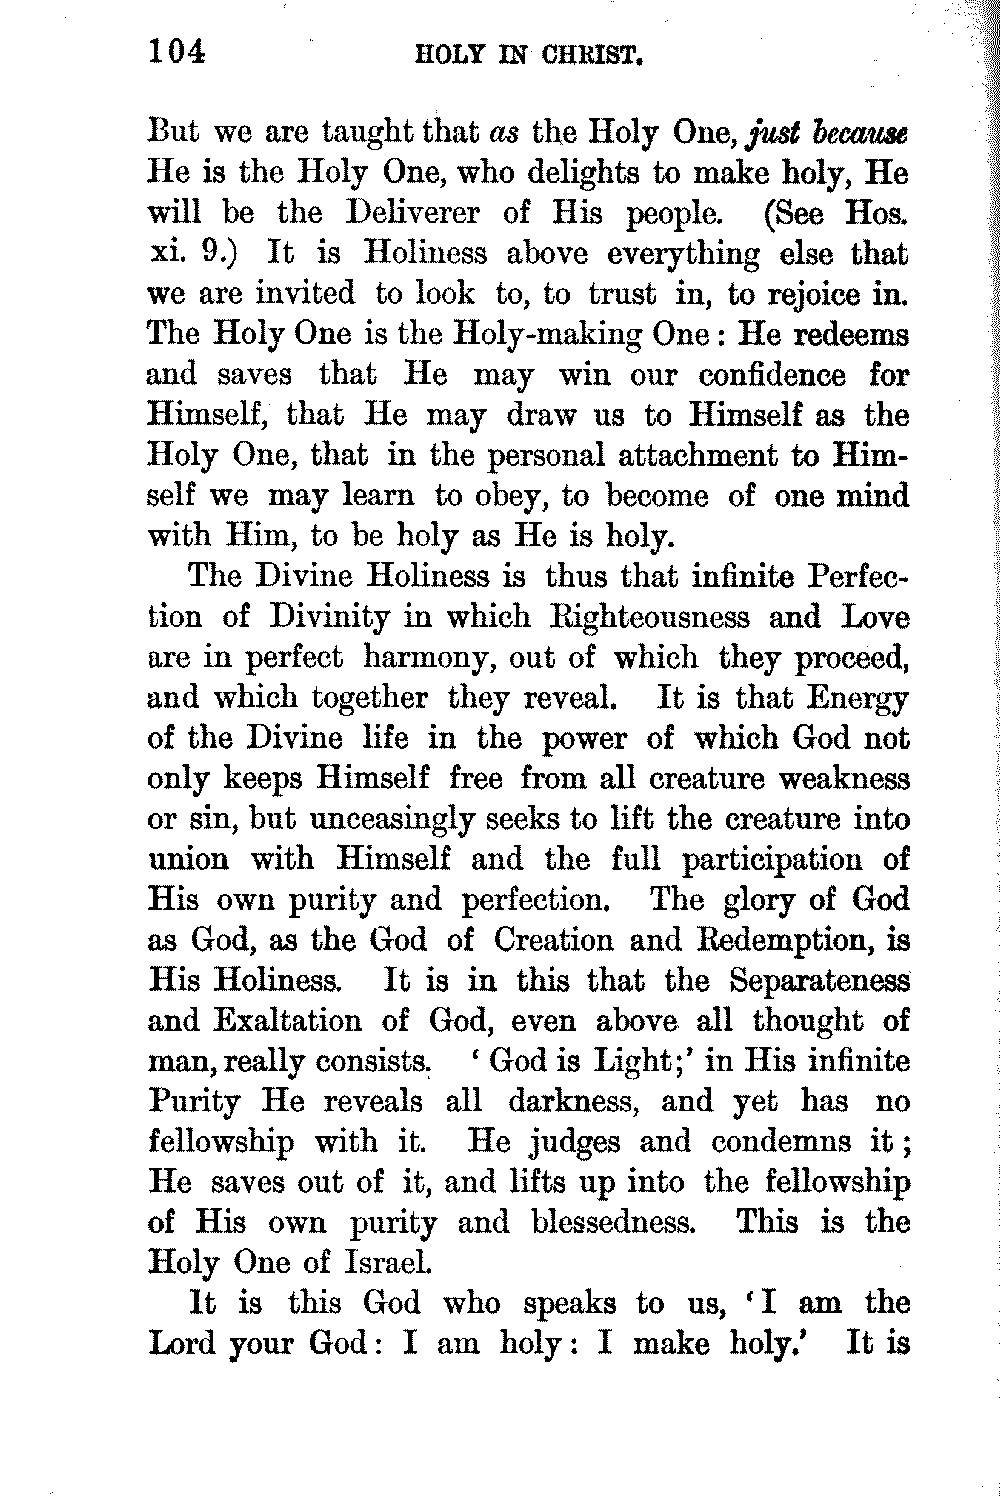 104 HOLY IN CHRIST.
But we are taught that as the Holy One, just because
He is the Holy One, who delights to make holy, He
will be the Deliverer of His people. (See Hos.
xi. 9.) It is Holiness above everything else that
we are invited to look to, to trust in, to rejoice in.
The Holy One is the Holy-making One : He redeems
and saves that He may win our confidence for
Himself, that He may draw us to Himself as the
Holy One, that in the personal attachment to Him-
self we may learn to obey, to become of one mind
with Him, to be holy as He is holy.
The Divine Holiness is thus that infinite Perfec-
tion of Divinity in which Righteousness and Love
are in perfect harmony, out of which they proceed,
and which together they reveal. It is that Energy
of the Divine life in the power of which God not
only keeps Himself free from all creature weakness
or sin, but unceasingly seeks to lift the creature into
union with Himself and the full participation of
His own purity and perfection. The glory of God
as God, as the God of Creation and Redemption, is
His Holiness. It is in this that the Separateness
and Exaltation of God, even above all thought of
man, really consists. ‘ God is Light;’ in His infinite
Purity He reveals all darkness, and yet has no
fellowship with it. He judges and condemns it ;
He saves out of it, and lifts up into the fellowship
of His own purity and blessedness. This is the
Holy One of Israel.
It is this God who speaks to us, ‘I am the
Lord your God : I am holy : I make holy.’ It is